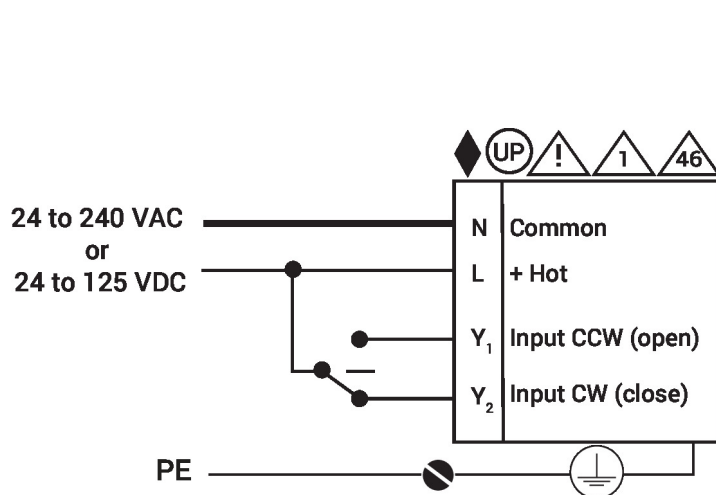 UP ! 1 46
24 to 240 VAC
or
24 to 125 VDC
N Common
L + Hot
Y1 Input CCW (open)
Y2 Input CW (close)
PE